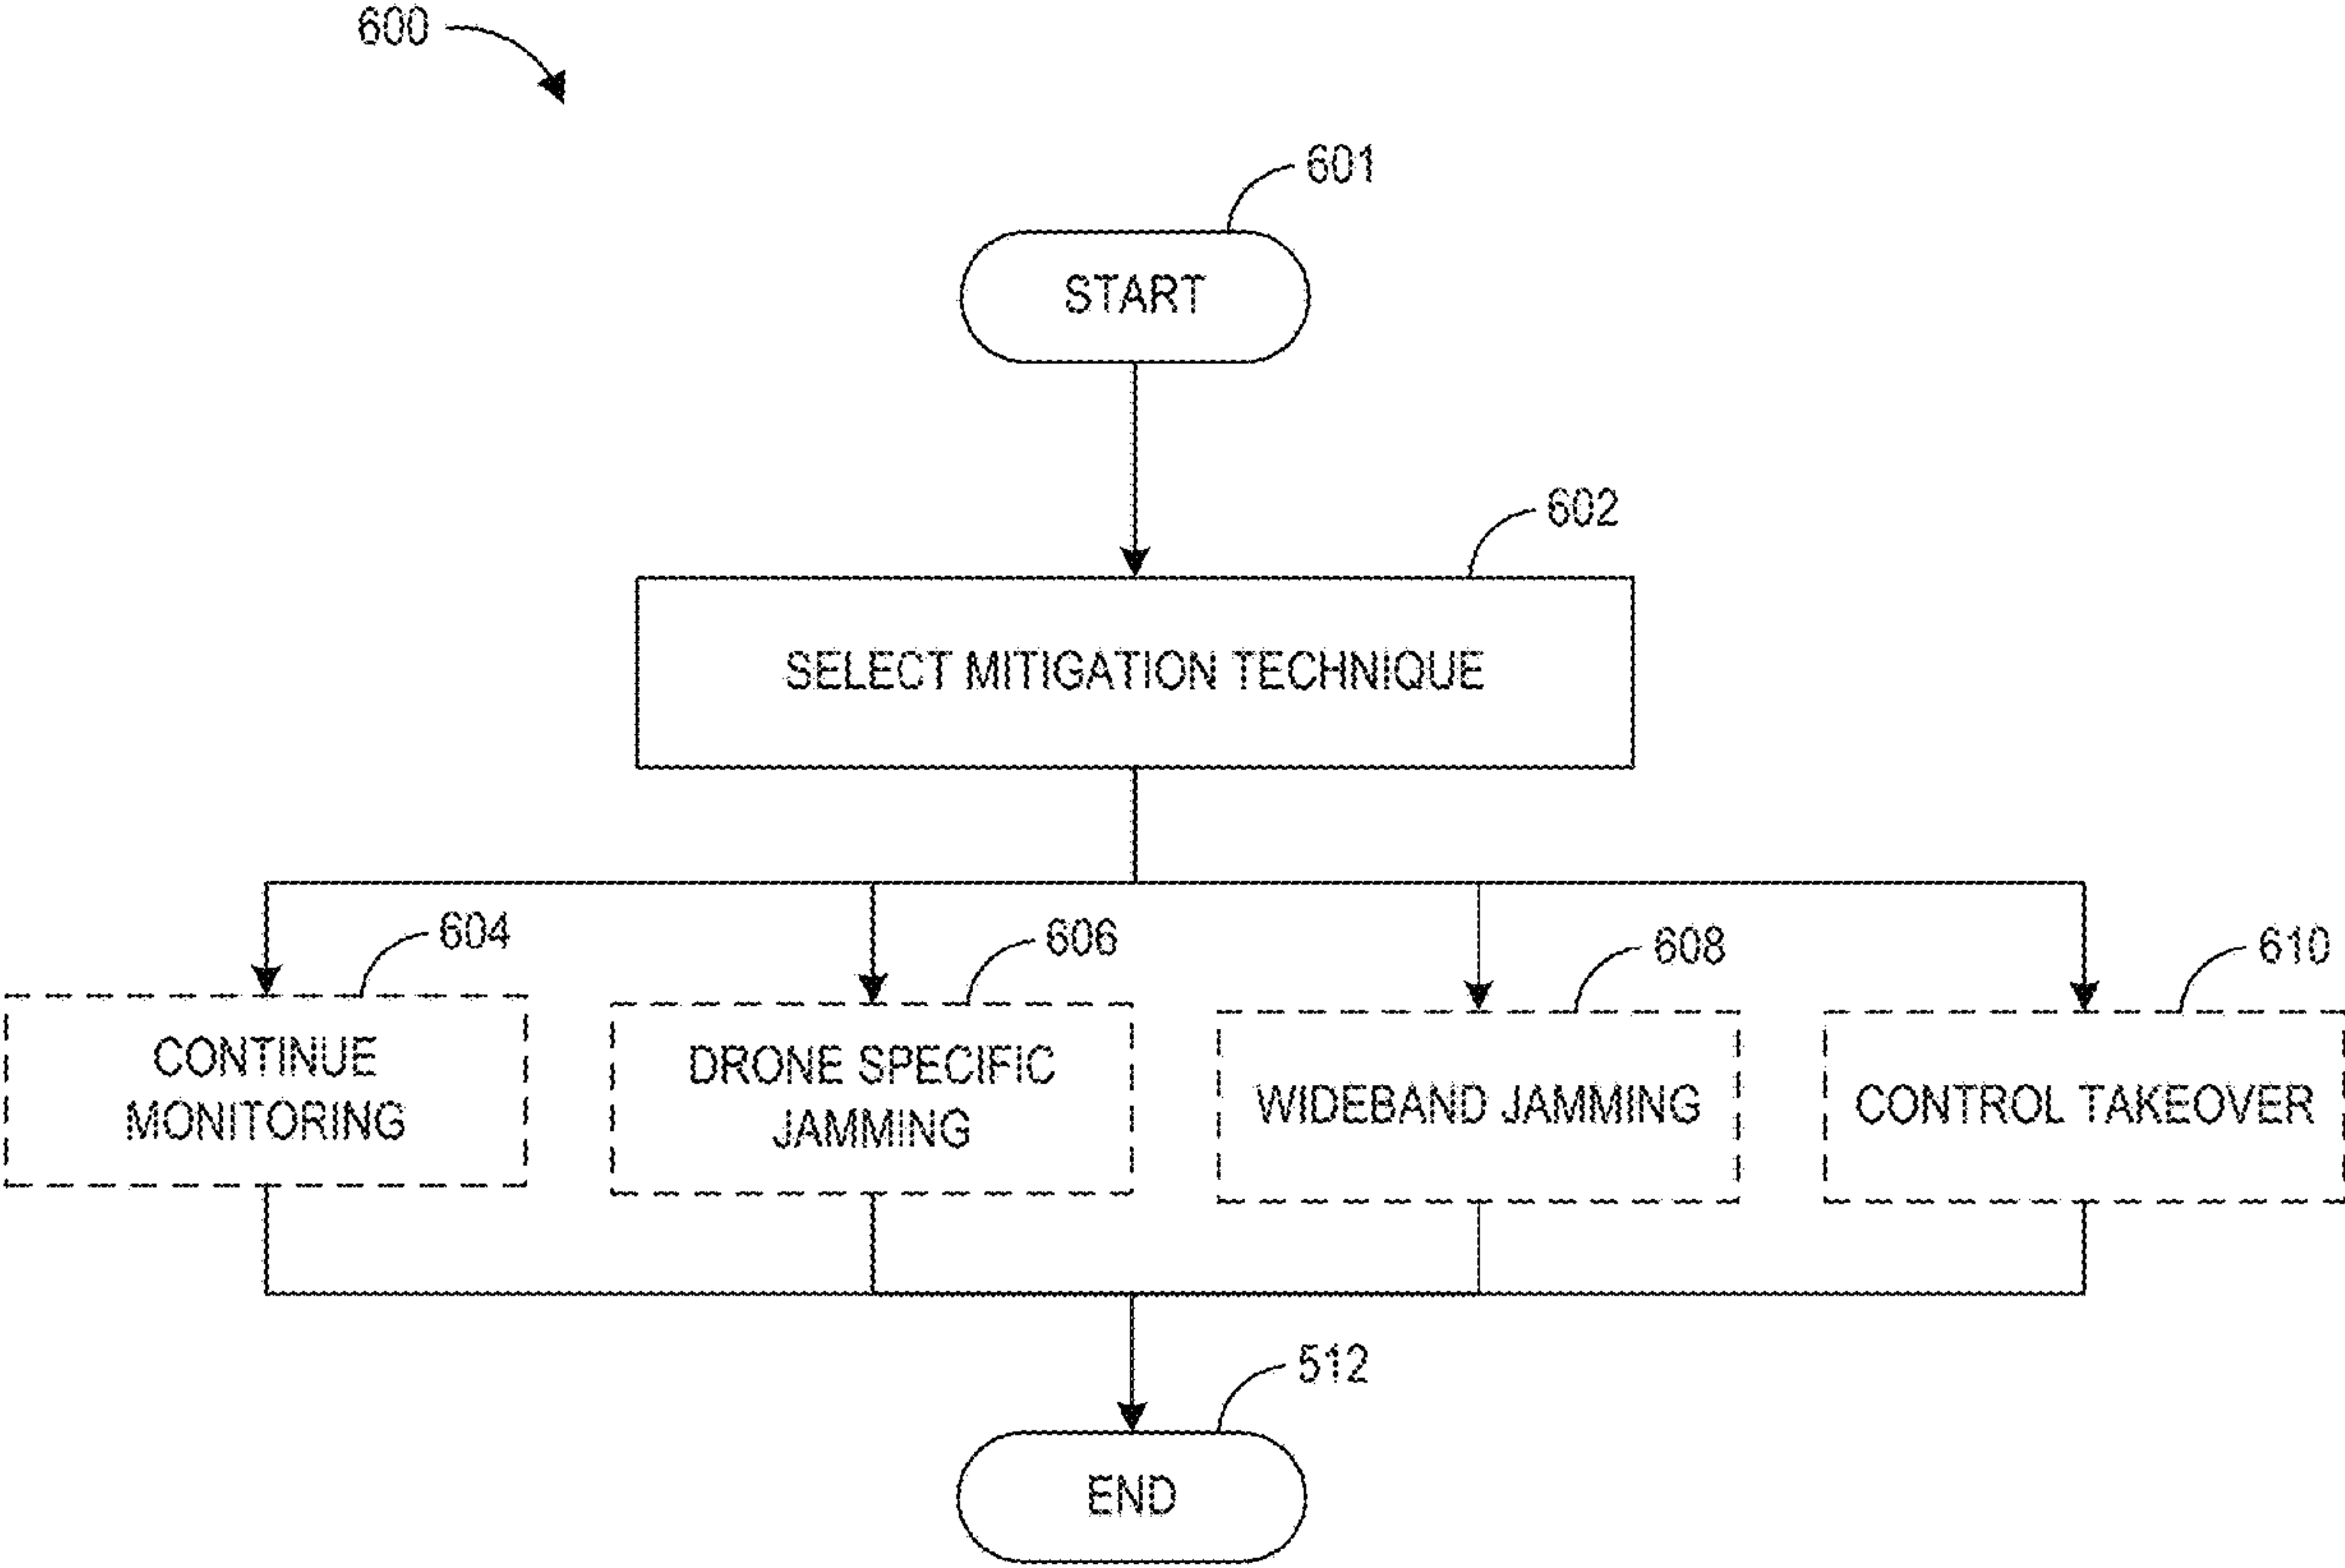 600
601
START
602
SELECT MITIGATION TECHNIQUE
604
606
608
610
CONTINUE
MONITORING
DRONE SPECIFIC
JAMMING
WIDEBAND JAMMING
CONTROL TAKEOVER
512
END